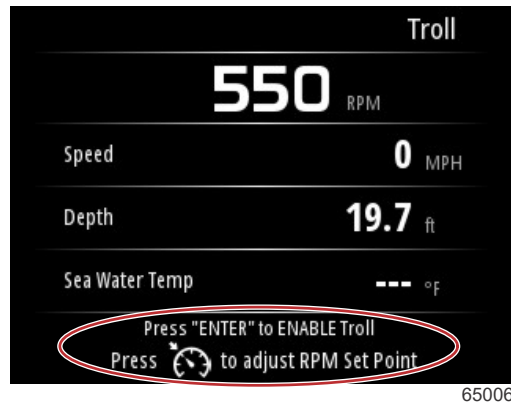 Troll
550 RPM
Speed 0 MPH
Depth 19.7 ft
Sea Water Temp --- °F
Press "ENTER" to ENABLE Troll
Press to adjust RPM Set Point
65006